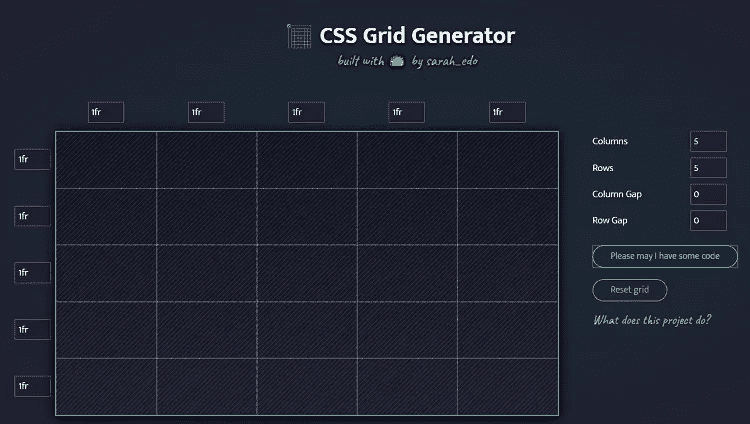 CSS Grid Generator
built with by sarah_edo
1fr 1fr 1fr 1fr 1fr
1fr
1fr
1fr
1fr
1fr
Columns 5
Rows 5
Column Gap 0
Row Gap 0
Please may I have some code
Reset grid
What does this project do?